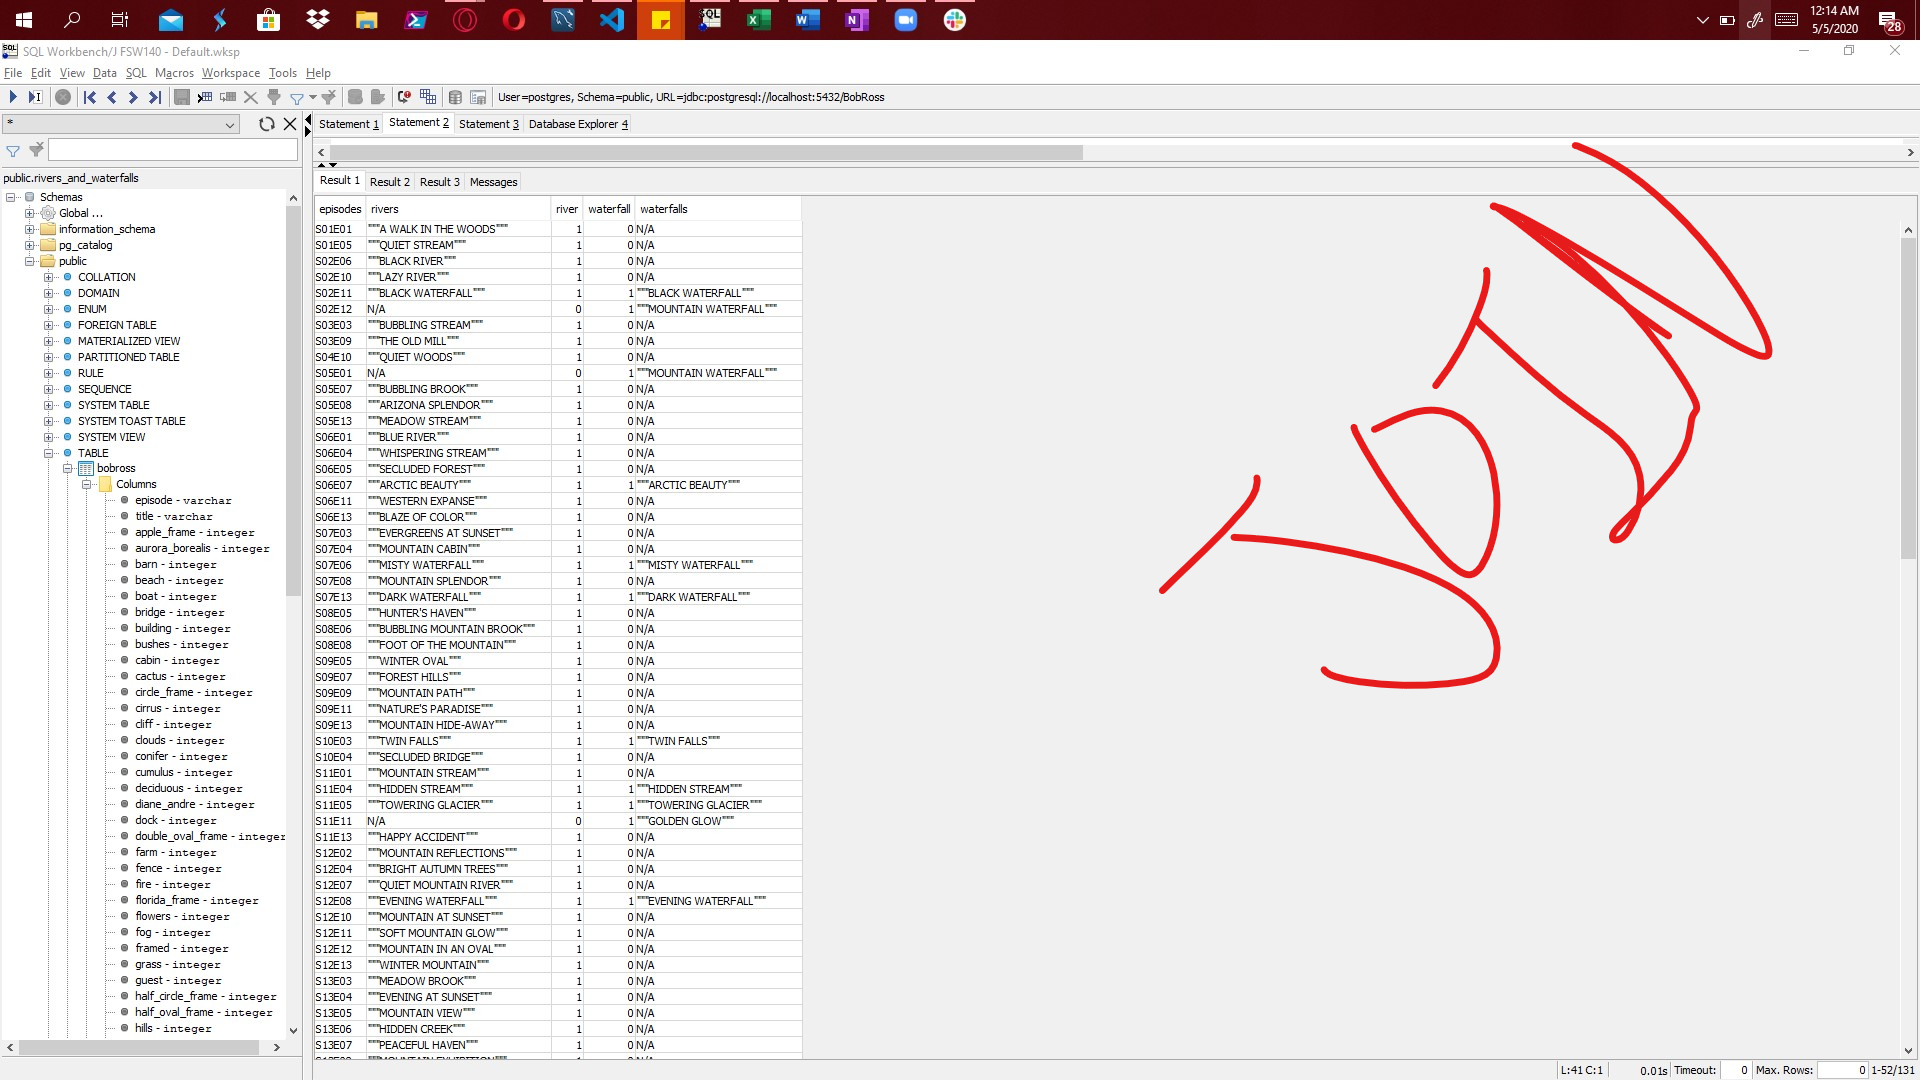 12:14 AM
5/5/2020
28
SQL Workbench/J FSW140 - Default.wksp
File Edit View Data SQL Macros Workspace Tools Help
User=postgres, Schema=public, URL=jdbc:postgresql://localhost:5432/BobRoss
*
Statement 1 Statement 2 Statement 3 Database Explorer 4
public.rivers_and_waterfalls
Schemas
Global ...
information_schema
pg_catalog
public
COLLATION
DOMAIN
ENUM
FOREIGN TABLE
MATERIALIZED VIEW
PARTITIONED TABLE
RULE
SEQUENCE
SYSTEM TABLE
SYSTEM TOAST TABLE
SYSTEM VIEW
TABLE
bobross
Columns
episode - varchar
title - varchar
apple_frame - integer
aurora_borealis - integer
barn - integer
beach - integer
boat - integer
bridge - integer
building - integer
bushes - integer
cabin - integer
cactus - integer
circle_frame - integer
cirrus - integer
cliff - integer
clouds - integer
conifer - integer
cumulus - integer
deciduous - integer
diane_andre - integer
dock - integer
double_oval_frame - integer
farm - integer
fence - integer
fire - integer
florida_frame - integer
flowers - integer
fog - integer
framed - integer
grass - integer
guest - integer
half_circle_frame - integer
half_oval_frame - integer
hills - integer
Result 1 Result 2 Result 3 Messages
episodes rivers river waterfall waterfalls
S01E01 """A WALK IN THE WOODS""" 1 0 N/A
S01E05 """QUIET STREAM""" 1 0 N/A
S02E06 """BLACK RIVER""" 1 0 N/A
S02E10 """LAZY RIVER""" 1 0 N/A
S02E11 """BLACK WATERFALL""" 1 1 """BLACK WATERFALL"""
S02E12 N/A 0 1 """MOUNTAIN WATERFALL"""
S03E03 """BUBBLING STREAM""" 1 0 N/A
S03E09 """THE OLD MILL""" 1 0 N/A
S04E10 """QUIET WOODS""" 1 0 N/A
S05E01 N/A 0 1 """MOUNTAIN WATERFALL"""
S05E07 """BUBBLING BROOK""" 1 0 N/A
S05E08 """ARIZONA SPLENDOR""" 1 0 N/A
S05E13 """MEADOW STREAM""" 1 0 N/A
S06E01 """BLUE RIVER""" 1 0 N/A
S06E04 """WHISPERING STREAM""" 1 0 N/A
S06E05 """SECLUDED FOREST""" 1 0 N/A
S06E07 """ARCTIC BEAUTY""" 1 1 """ARCTIC BEAUTY"""
S06E11 """WESTERN EXPANSE""" 1 0 N/A
S06E13 """BLAZE OF COLOR""" 1 0 N/A
S07E03 """EVERGREENS AT SUNSET""" 1 0 N/A
S07E04 """MOUNTAIN CABIN""" 1 0 N/A
S07E06 """MISTY WATERFALL""" 1 1 """MISTY WATERFALL"""
S07E08 """MOUNTAIN SPLENDOR""" 1 0 N/A
S07E13 """DARK WATERFALL""" 1 1 """DARK WATERFALL"""
S08E05 """HUNTER'S HAVEN""" 1 0 N/A
S08E06 """BUBBLING MOUNTAIN BROOK""" 1 0 N/A
S08E08 """FOOT OF THE MOUNTAIN""" 1 0 N/A
S09E05 """WINTER OVAL""" 1 0 N/A
S09E07 """FOREST HILLS""" 1 0 N/A
S09E09 """MOUNTAIN PATH""" 1 0 N/A
S09E11 """NATURE'S PARADISE""" 1 0 N/A
S09E13 """MOUNTAIN HIDE-AWAY""" 1 0 N/A
S10E03 """TWIN FALLS""" 1 1 """TWIN FALLS"""
S10E04 """SECLUDED BRIDGE""" 1 0 N/A
S11E01 """MOUNTAIN STREAM""" 1 0 N/A
S11E04 """HIDDEN STREAM""" 1 1 """HIDDEN STREAM"""
S11E05 """TOWERING GLACIER""" 1 1 """TOWERING GLACIER"""
S11E11 N/A 0 1 """GOLDEN GLOW"""
S11E13 """HAPPY ACCIDENT""" 1 0 N/A
S12E02 """MOUNTAIN REFLECTIONS""" 1 0 N/A
S12E04 """BRIGHT AUTUMN TREES""" 1 0 N/A
S12E07 """QUIET MOUNTAIN RIVER""" 1 0 N/A
S12E08 """EVENING WATERFALL""" 1 1 """EVENING WATERFALL"""
S12E10 """MOUNTAIN AT SUNSET""" 1 0 N/A
S12E11 """SOFT MOUNTAIN GLOW""" 1 0 N/A
S12E12 """MOUNTAIN IN AN OVAL""" 1 0 N/A
S12E13 """WINTER MOUNTAIN""" 1 0 N/A
S13E03 """MEADOW BROOK""" 1 0 N/A
S13E04 """EVENING AT SUNSET""" 1 0 N/A
S13E05 """MOUNTAIN VIEW""" 1 0 N/A
S13E06 """HIDDEN CREEK""" 1 0 N/A
S13E07 """PEACEFUL HAVEN""" 1 0 N/A
JOIN
L:41 C:1 0.01s Timeout: 0 Max. Rows: 0 1-52/131